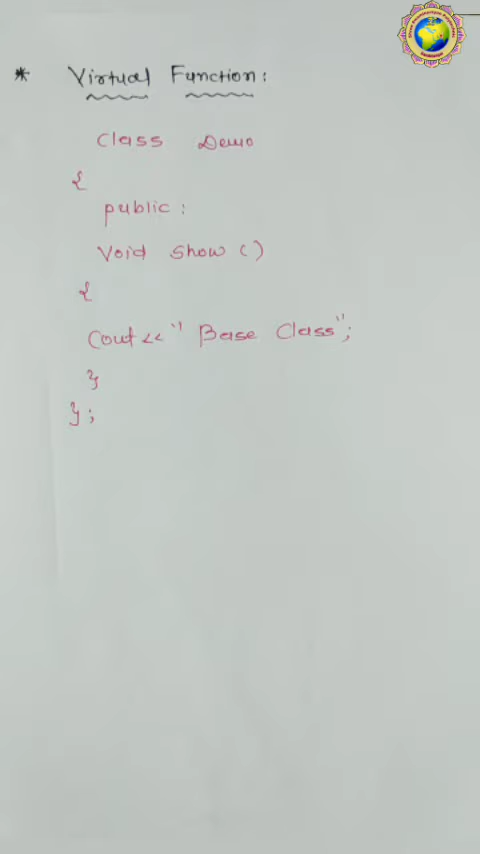 * Virtual Function:
Class Demo
{
public:
Void Show ()
{
Cout<<" Base Class";
}
};